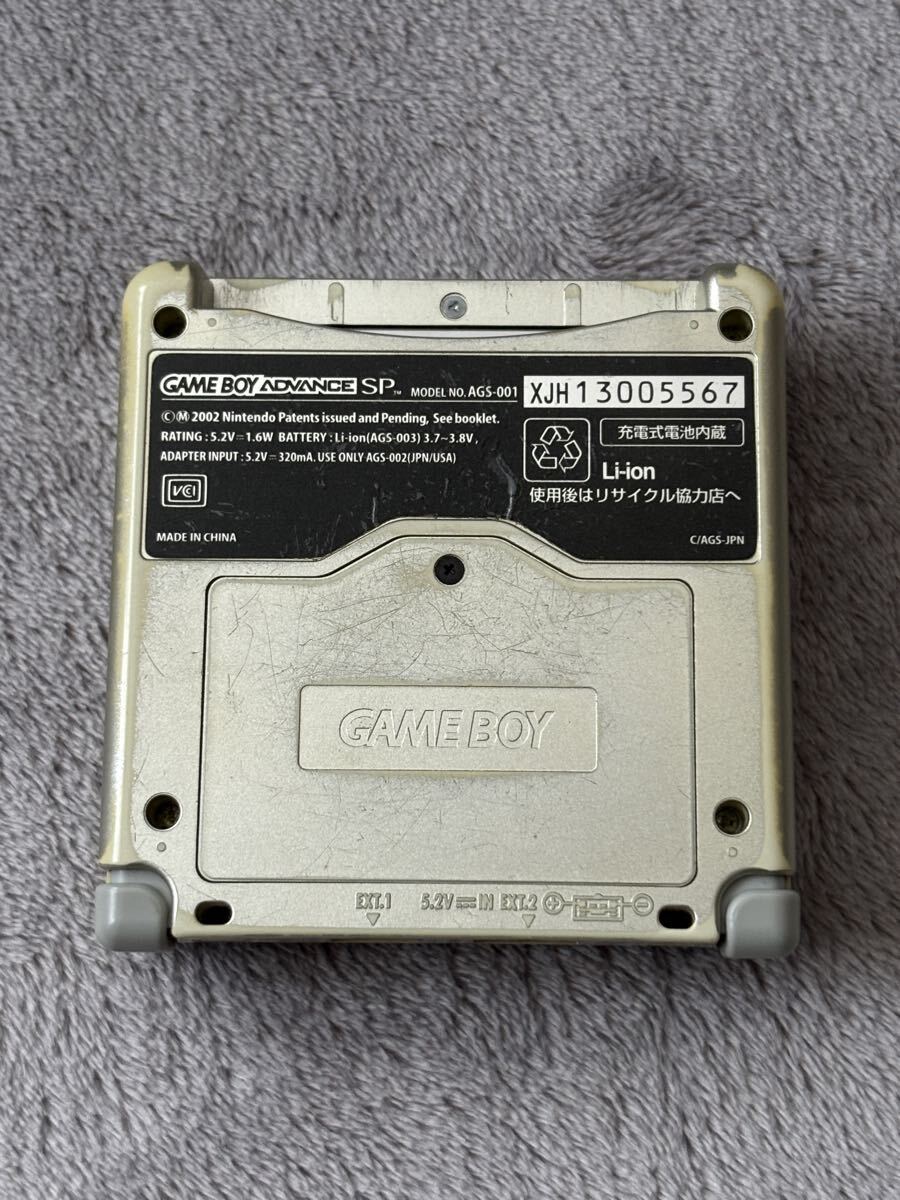 GAME BOY ADVANCE SP™ MODEL NO. AGS-001 XJH13005567
©Ⓜ 2002 Nintendo Patents issued and Pending, See booklet.
RATING : 5.2V⎓1.6W BATTERY : Li-ion(AGS-003) 3.7~3.8V,
ADAPTER INPUT : 5.2V⎓320mA. USE ONLY AGS-002(JPN/USA)
VCI
MADE IN CHINA
充電式電池内蔵
Li-ion
使用後はリサイクル協力店へ
C/AGS-JPN
GAME BOY
EXT.1 5.2V⎓IN EXT.2